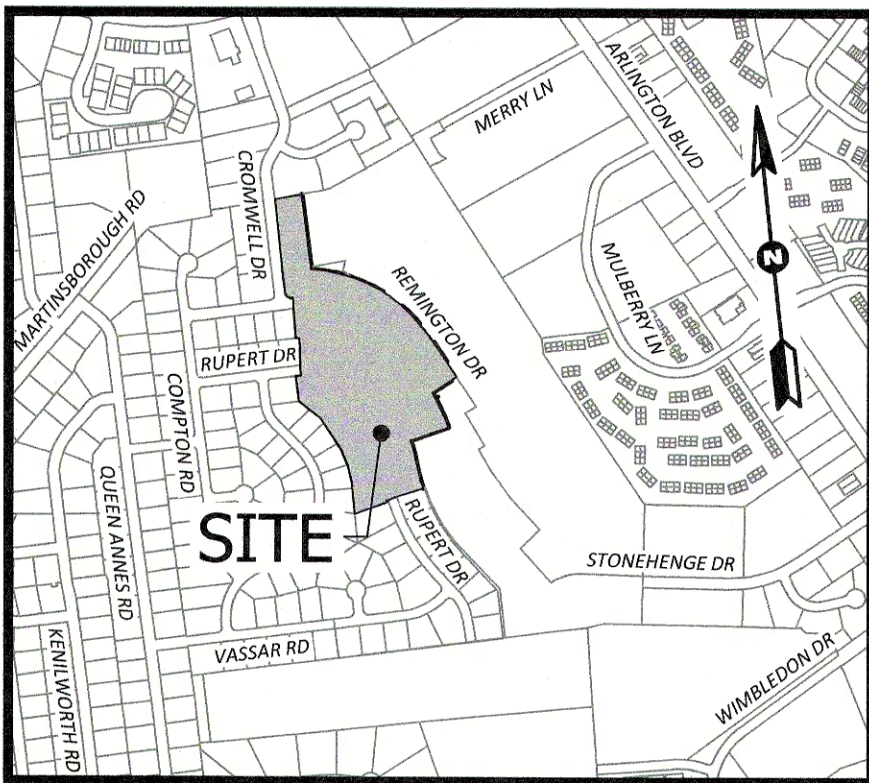 ARLINGTON BLVD
MERRY LN
CROMWELL DR
MARTINSBOROUGH RD
N
MULBERRY LN
REMINGTON DR
RUPERT DR
COMPTON RD
QUEEN ANNES RD
SITE
RUPERT DR
STONEHENGE DR
KENILWORTH RD
VASSAR RD
WIMBLEDON DR